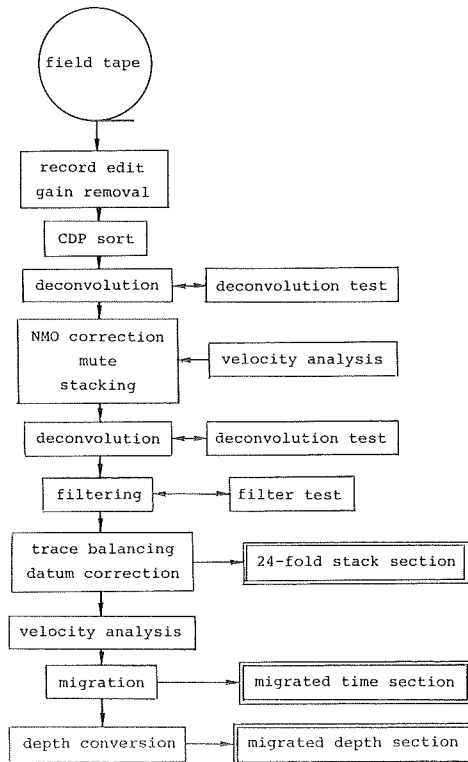 field tape
record edit
gain removal
CDP sort
deconvolution
deconvolution test
NMO correction
mute
stacking
velocity analysis
deconvolution
deconvolution test
filtering
filter test
trace balancing
datum correction
24-fold stack section
velocity analysis
migration
migrated time section
depth conversion
migrated depth section